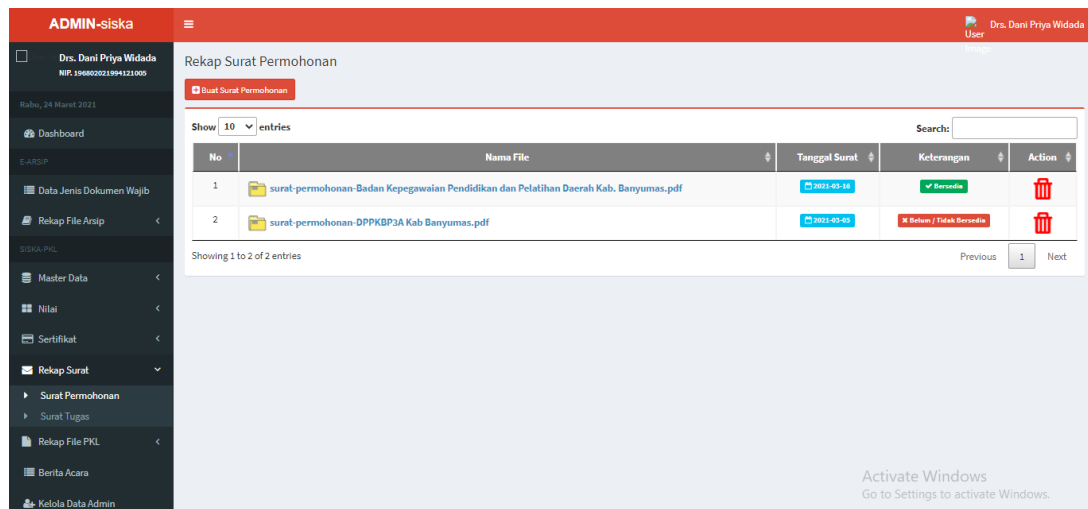 ADMIN-siska
User Image
Drs. Dani Priya Widada
Drs. Dani Priya Widada
NIP. 196802021994121005
Rabu, 24 Maret 2021
Dashboard
E-ARSIP
Data Jenis Dokumen Wajib
Rekap File Arsip
SISKA-PKL
Master Data
Nilai
Sertifikat
Rekap Surat
Surat Permohonan
Surat Tugas
Rekap File PKL
Berita Acara
Kelola Data Admin
Rekap Surat Permohonan
Buat Surat Permohonan
Show 10 entries
Search:
No Nama File Tanggal Surat Keterangan Action
1 surat-permohonan-Badan Kepegawaian Pendidikan dan Pelatihan Daerah Kab. Banyumas.pdf 2021-03-16 Bersedia
2 surat-permohonan-DPPKBP3A Kab Banyumas.pdf 2021-03-03 Belum / Tidak Bersedia
Showing 1 to 2 of 2 entries
Previous 1 Next
Activate Windows
Go to Settings to activate Windows.